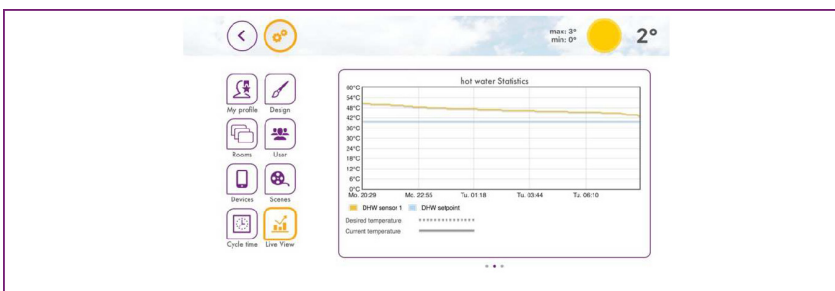 max: 3°
min: 0°
2°
My profile Design
Rooms User
Devices Scenes
Cycle time Live View
hot water Statistics
60°C
54°C
48°C
42°C
36°C
30°C
24°C
18°C
12°C
6°C
0°C
Mo. 20:29 Mo. 22:55 Tu. 01:18 Tu. 03:44 Tu. 06:10
DHW sensor 1 DHW setpoint
Desired temperature
Current temperature